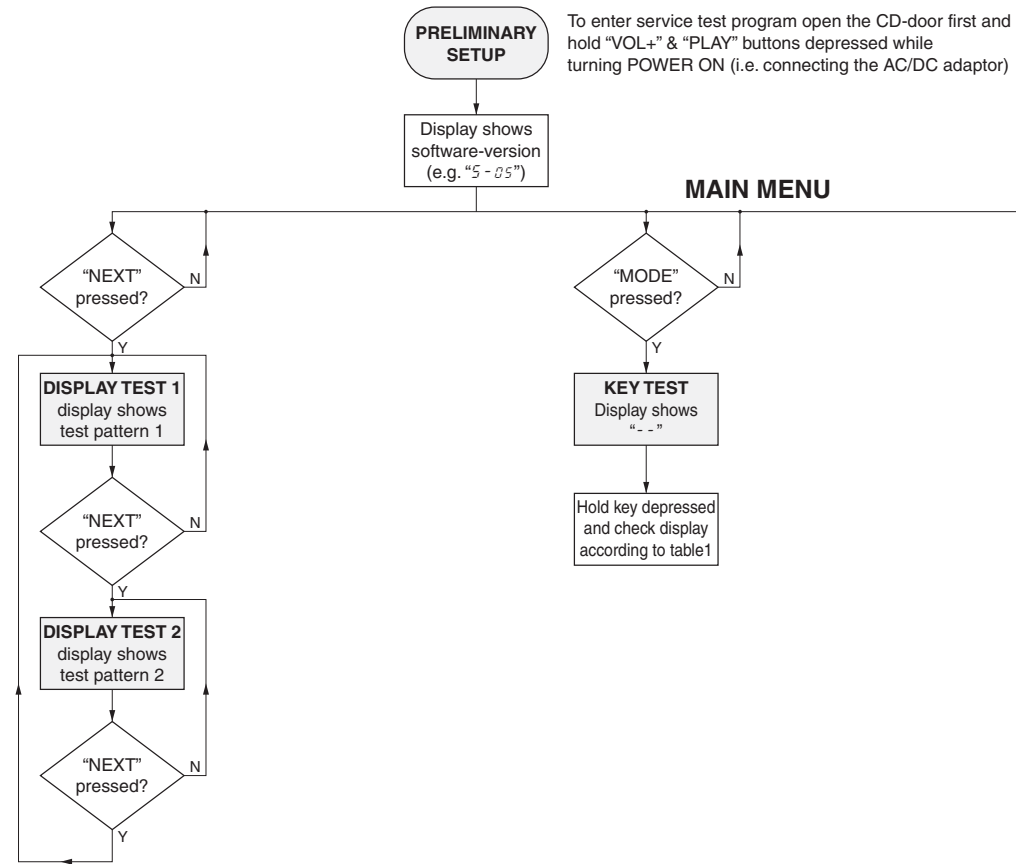 PRELIMINARY
SETUP
To enter service test program open the CD-door first and
hold “VOL+” & “PLAY” buttons depressed while
turning POWER ON (i.e. connecting the AC/DC adaptor)
Display shows
software-version
(e.g. “5-05”)
MAIN MENU
“NEXT”
pressed?
N
Y
DISPLAY TEST 1
display shows
test pattern 1
“NEXT”
pressed?
N
Y
DISPLAY TEST 2
display shows
test pattern 2
“NEXT”
pressed?
N
Y
“MODE”
pressed?
N
Y
KEY TEST
Display shows
“--”
Hold key depressed
and check display
according to table1